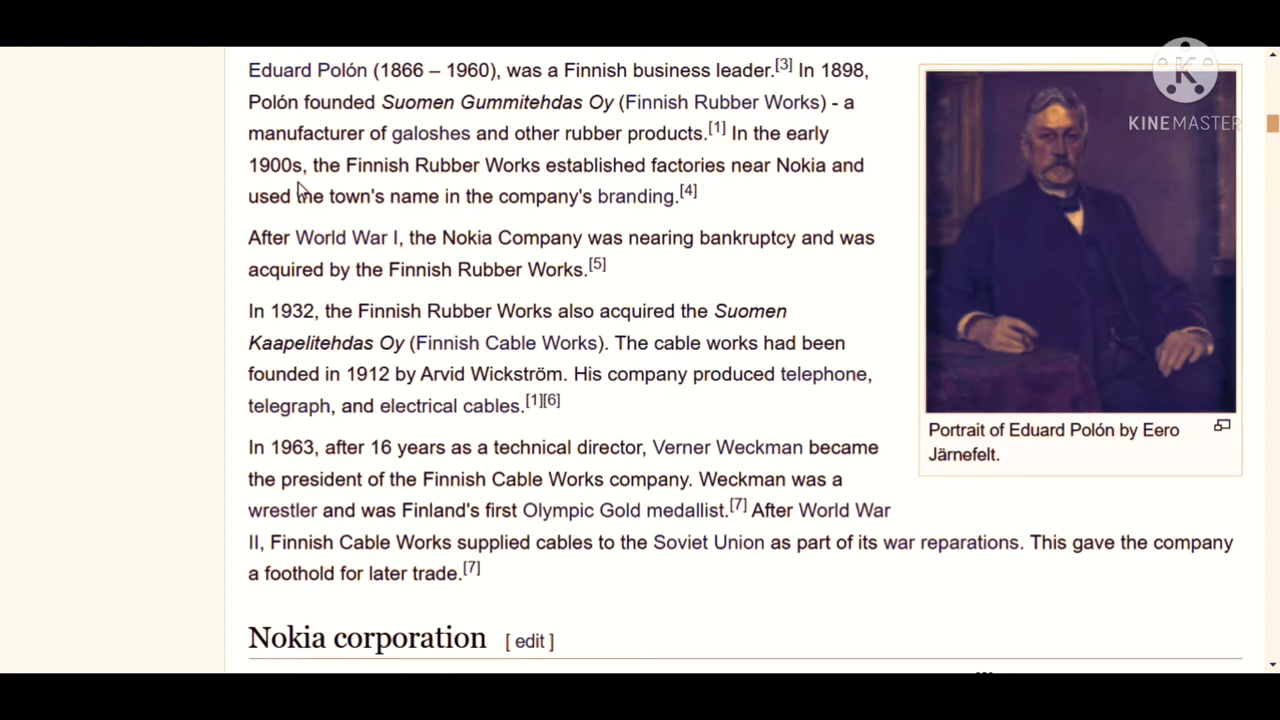 Eduard Polón (1866 – 1960), was a Finnish business leader.[3] In 1898,
Polón founded Suomen Gummitehdas Oy (Finnish Rubber Works) - a
manufacturer of galoshes and other rubber products.[1] In the early
1900s, the Finnish Rubber Works established factories near Nokia and
used the town's name in the company's branding.[4]
After World War I, the Nokia Company was nearing bankruptcy and was
acquired by the Finnish Rubber Works.[5]
In 1932, the Finnish Rubber Works also acquired the Suomen
Kaapelitehdas Oy (Finnish Cable Works). The cable works had been
founded in 1912 by Arvid Wickström. His company produced telephone,
telegraph, and electrical cables.[1][6]
In 1963, after 16 years as a technical director, Verner Weckman became
the president of the Finnish Cable Works company. Weckman was a
wrestler and was Finland's first Olympic Gold medallist.[7] After World War
II, Finnish Cable Works supplied cables to the Soviet Union as part of its war reparations. This gave the company
a foothold for later trade.[7]
Nokia corporation [ edit ]
K
KINEMASTER
Portrait of Eduard Polón by Eero
Järnefelt.